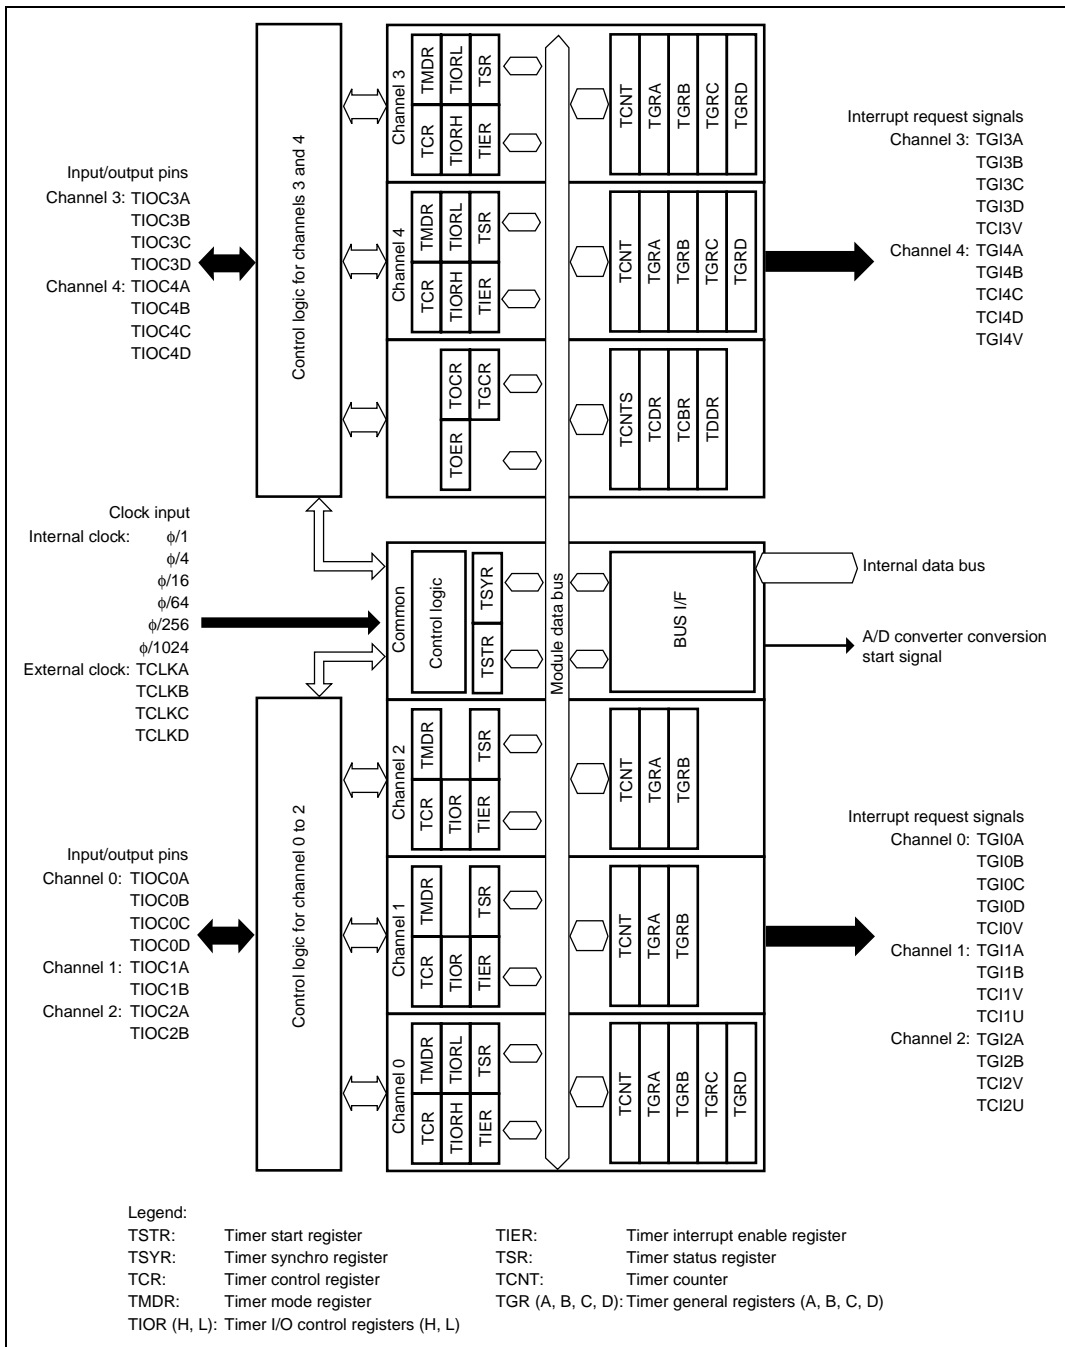 Input/output pins
Channel 3: TIOC3A
TIOC3B
TIOC3C
TIOC3D
Channel 4: TIOC4A
TIOC4B
TIOC4C
TIOC4D
Clock input
Internal clock: ϕ/1
ϕ/4
ϕ/16
ϕ/64
ϕ/256
ϕ/1024
External clock: TCLKA
TCLKB
TCLKC
TCLKD
Input/output pins
Channel 0: TIOC0A
TIOC0B
TIOC0C
TIOC0D
Channel 1: TIOC1A
TIOC1B
Channel 2: TIOC2A
TIOC2B
Control logic for channels 3 and 4
Control logic for channel 0 to 2
Channel 3
TMDR
TIORL
TSR
TCR
TIORH
TIER
TCNT
TGRA
TGRB
TGRC
TGRD
Channel 4
TMDR
TIORL
TSR
TCR
TIORH
TIER
TCNT
TGRA
TGRB
TGRC
TGRD
TOCR
TGCR
TOER
TCNTS
TCDR
TCBR
TDDR
Common
Control logic
TSYR
TSTR
Module data bus
BUS I/F
Channel 2
TMDR
TSR
TCR
TIOR
TIER
TCNT
TGRA
TGRB
Channel 1
TMDR
TSR
TCR
TIOR
TIER
TCNT
TGRA
TGRB
Channel 0
TMDR
TIORL
TSR
TCR
TIORH
TIER
TCNT
TGRA
TGRB
TGRC
TGRD
Interrupt request signals
Channel 3: TGI3A
TGI3B
TGI3C
TGI3D
TCI3V
Channel 4: TGI4A
TGI4B
TCI4C
TCI4D
TGI4V
Internal data bus
A/D converter conversion
start signal
Interrupt request signals
Channel 0: TGI0A
TGI0B
TGI0C
TGI0D
TCI0V
Channel 1: TGI1A
TGI1B
TCI1V
TCI1U
Channel 2: TGI2A
TGI2B
TCI2V
TCI2U
Legend:
TSTR: Timer start register
TSYR: Timer synchro register
TCR: Timer control register
TMDR: Timer mode register
TIOR (H, L): Timer I/O control registers (H, L)
TIER: Timer interrupt enable register
TSR: Timer status register
TCNT: Timer counter
TGR (A, B, C, D): Timer general registers (A, B, C, D)